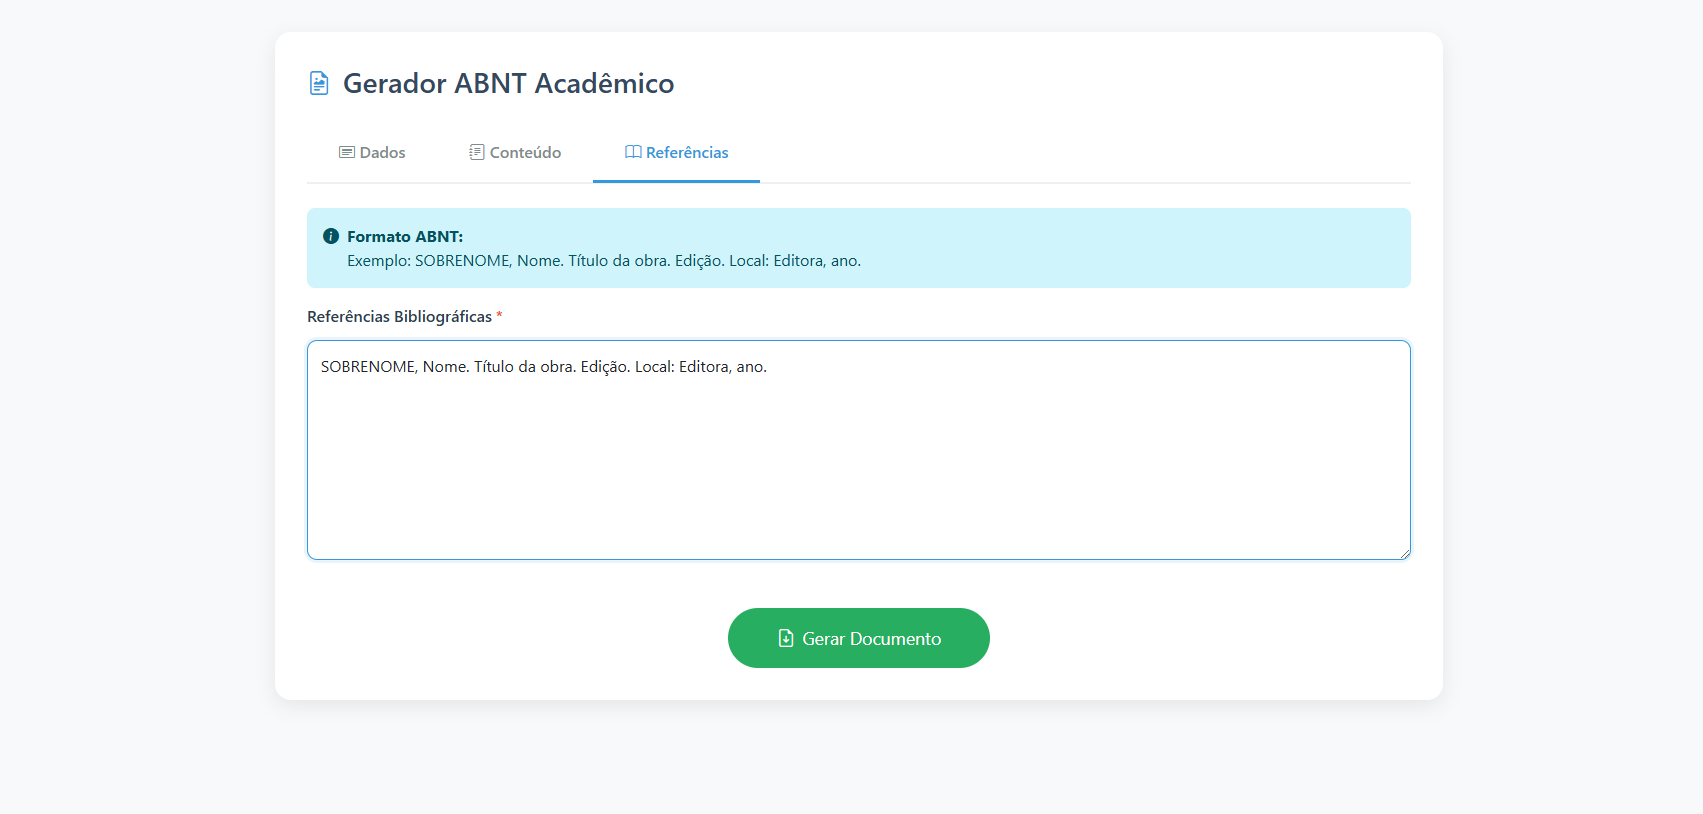 Gerador ABNT Acadêmico
Dados
Conteúdo
Referências
Formato ABNT:
Exemplo: SOBRENOME, Nome. Título da obra. Edição. Local: Editora, ano.
Referências Bibliográficas *
SOBRENOME, Nome. Título da obra. Edição. Local: Editora, ano.
Gerar Documento